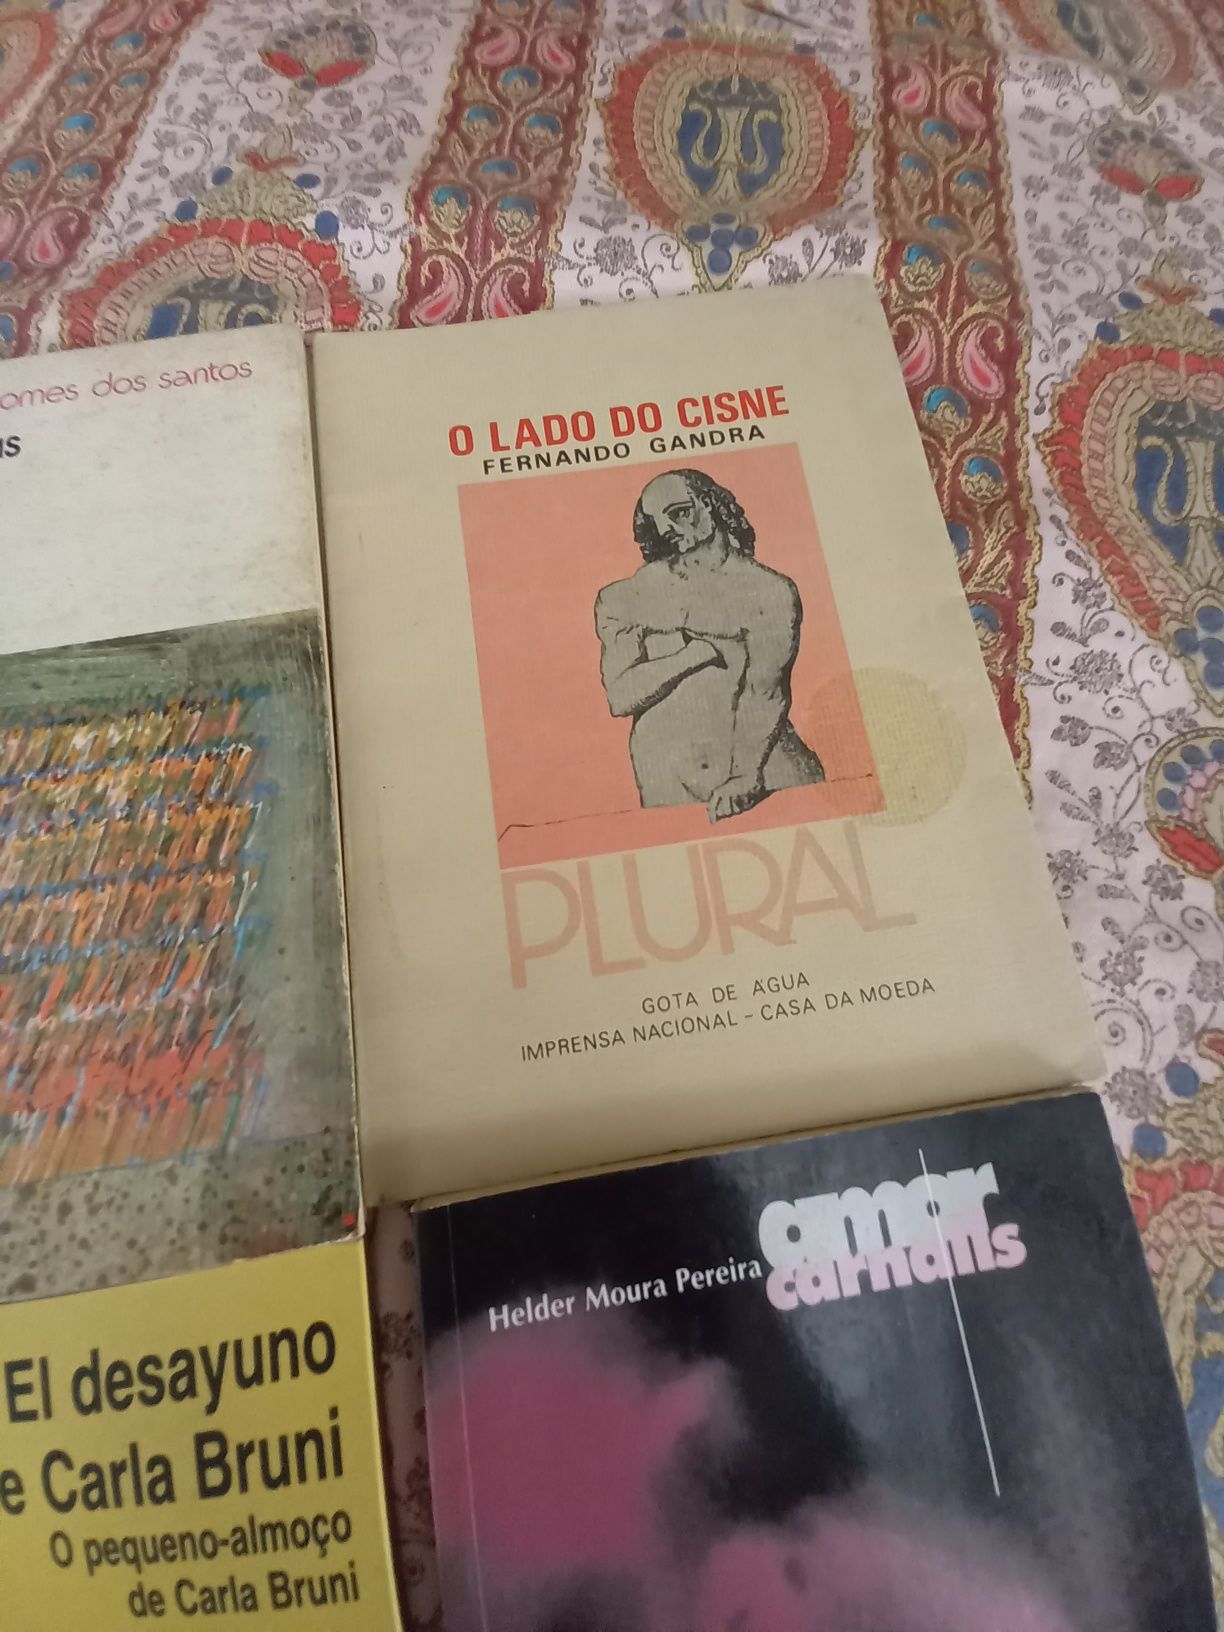 omes dos santos
O LADO DO CISNE
FERNANDO GANDRA
PLURAL
GOTA DE ÁGUA
IMPRENSA NACIONAL - CASA DA MOEDA
Helder Moura Pereira
amor
carnalis
El desayuno
e Carla Bruni
O pequeno-almoço
de Carla Bruni